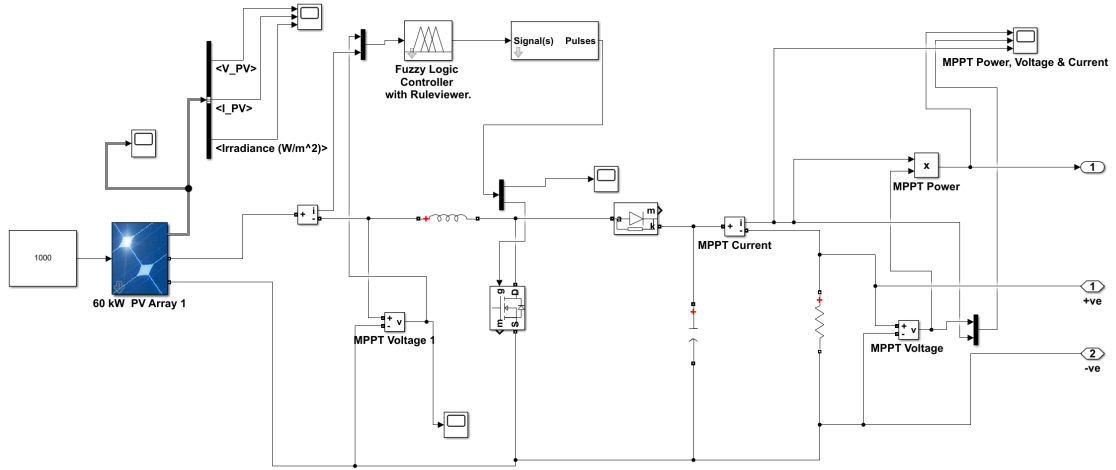 <V_PV>
<I_PV>
<Irradiance (W/m^2)>
Fuzzy Logic
Controller
with Ruleviewer.
Signal(s) Pulses
MPPT Power, Voltage & Current
x
MPPT Power
1
1000
60 kW PV Array 1
+ i
-
+
a m
k
+ i
-
MPPT Current
g D
m S
+ v
-
MPPT Voltage 1
+
+
+ v
-
MPPT Voltage
1
+ve
2
-ve